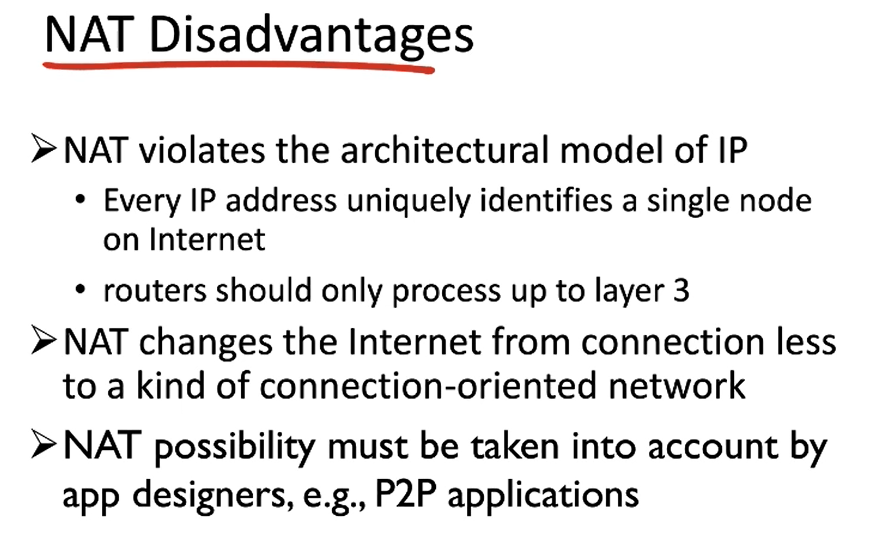 NAT Disadvantages
➢NAT violates the architectural model of IP
• Every IP address uniquely identifies a single node
on Internet
• routers should only process up to layer 3
➢NAT changes the Internet from connection less
to a kind of connection-oriented network
➢NAT possibility must be taken into account by
app designers, e.g., P2P applications